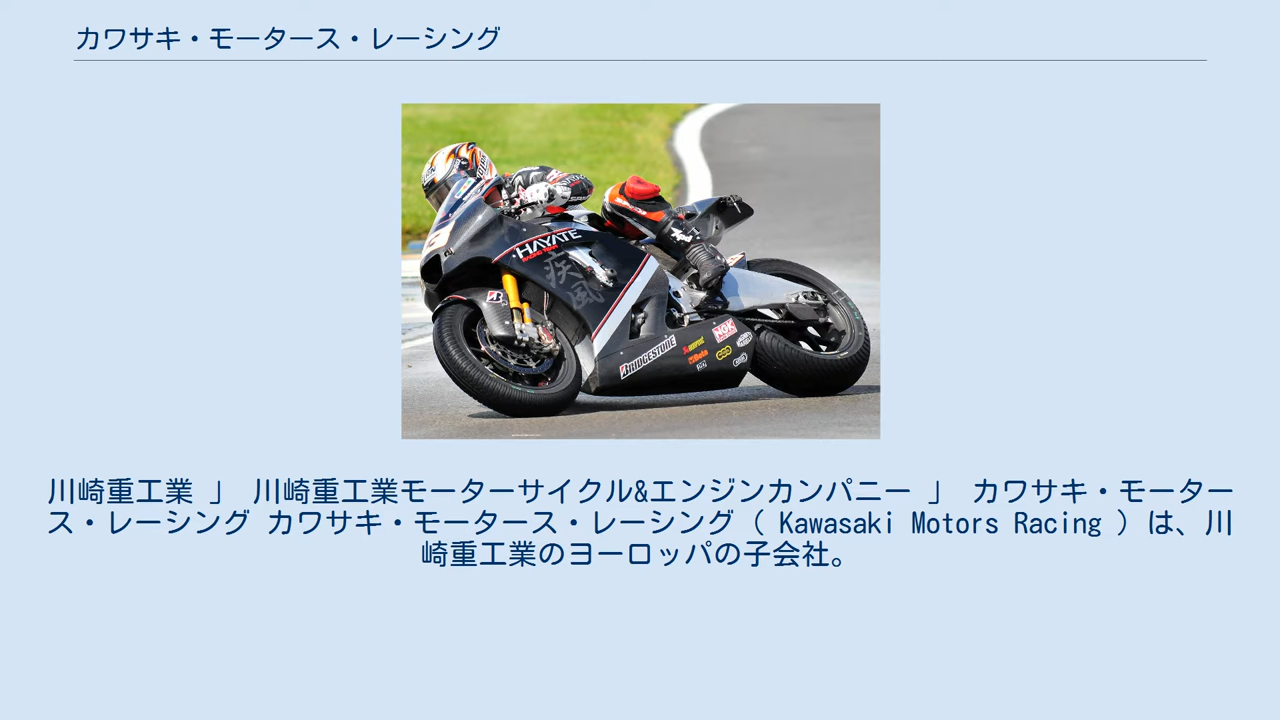 カワサキ・モータース・レーシング
HAYATE
RACING TEAM
疾
風
BRIDGESTONE
NGK
川崎重工業 」 川崎重工業モーターサイクル&エンジンカンパニー 」 カワサキ・モーター
ス・レーシング カワサキ・モータース・レーシング ( Kawasaki Motors Racing ) は、川
崎重工業のヨーロッパの子会社。